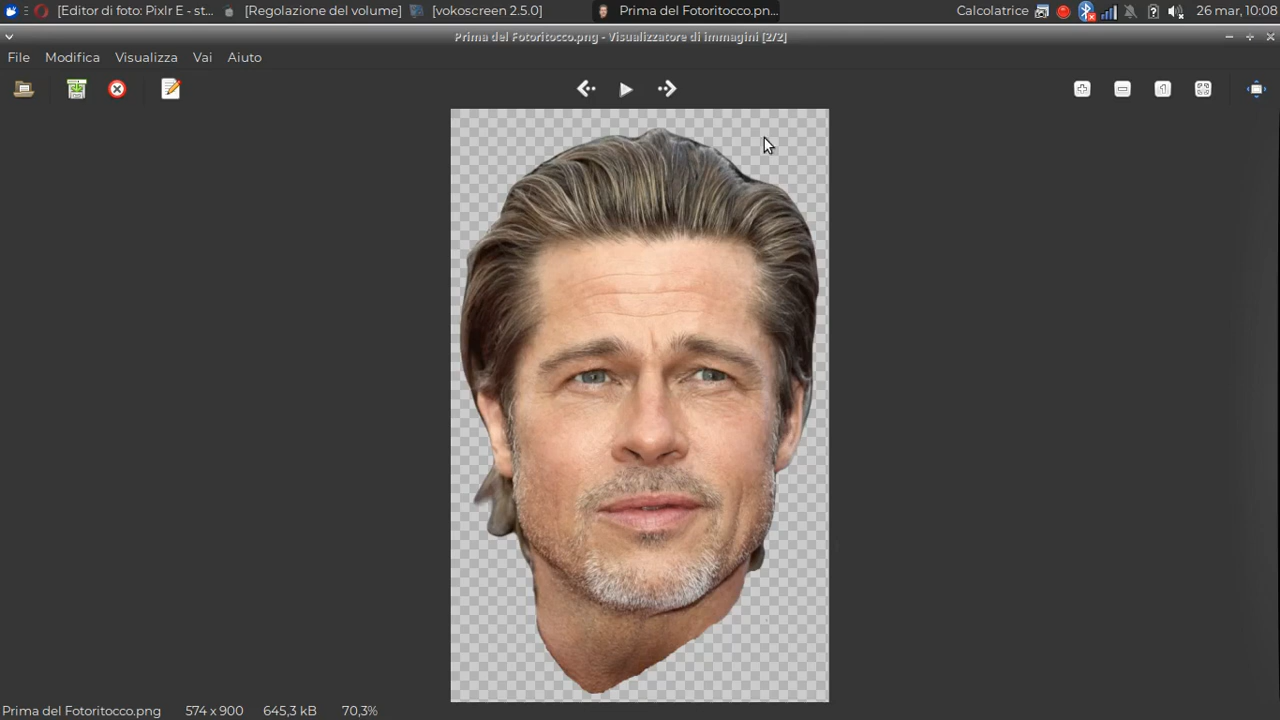 [Editor di foto: Pixlr E - st... [Regolazione del volume] [vokoscreen 2.5.0] Prima del Fotoritocco.pn... Calcolatrice 26 mar, 10:08
Prima del Fotoritocco.png - Visualizzatore di immagini [2/2]
File Modifica Visualizza Vai Aiuto
Prima del Fotoritocco.png 574 x 900 645,3 kB 70,3%